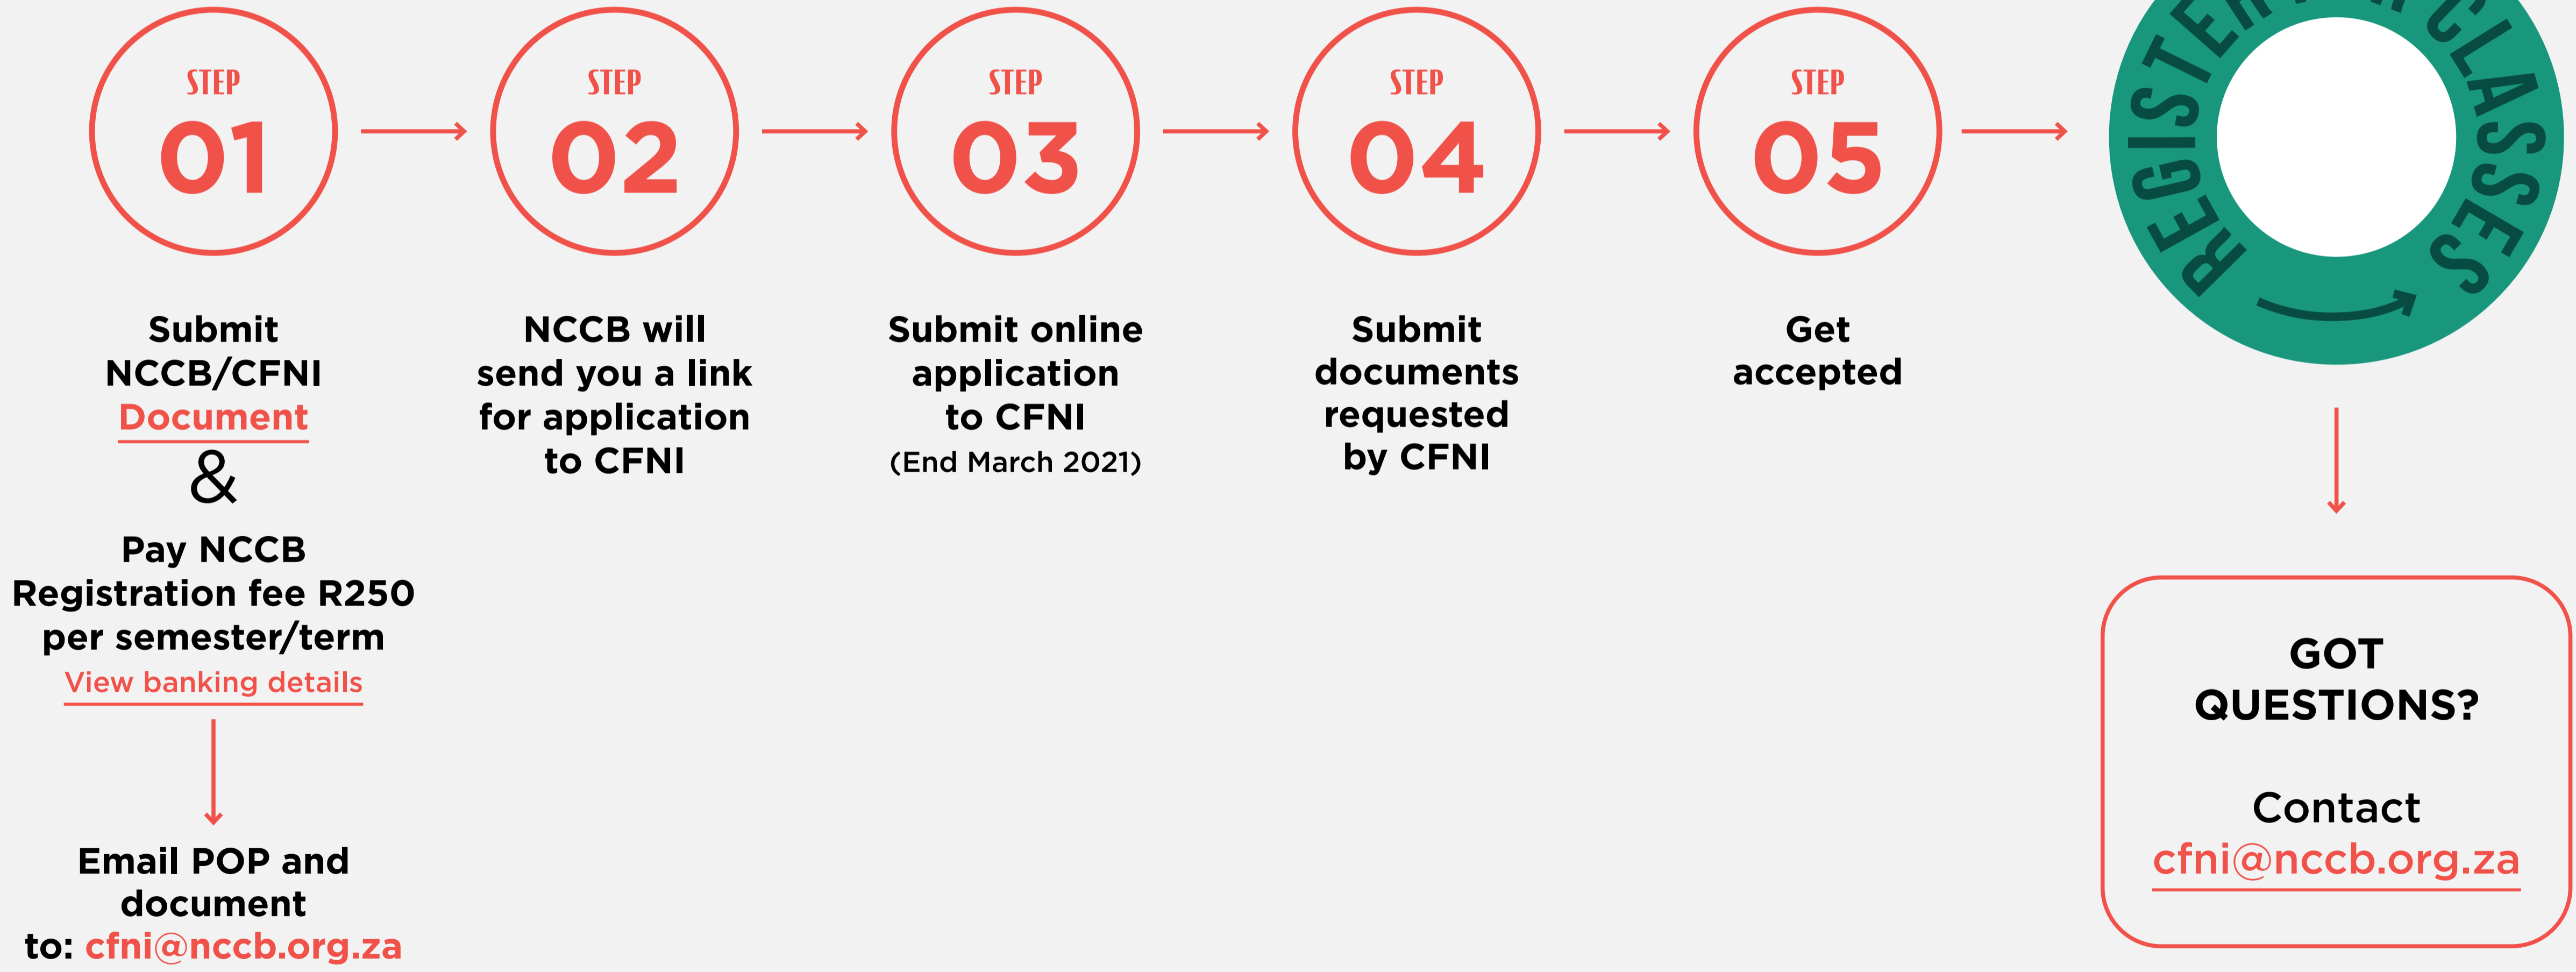 STEP
01
Submit
NCCB/CFNI
Document
&
Pay NCCB
Registration fee R250
per semester/term
View banking details
Email POP and
document
to: cfni@nccb.org.za
STEP
02
NCCB will
send you a link
for application
to CFNI
STEP
03
Submit online
application
to CFNI
(End March 2021)
STEP
04
Submit
documents
requested
by CFNI
STEP
05
Get
accepted
REGISTER
CLASSES
GOT
QUESTIONS?
Contact
cfni@nccb.org.za